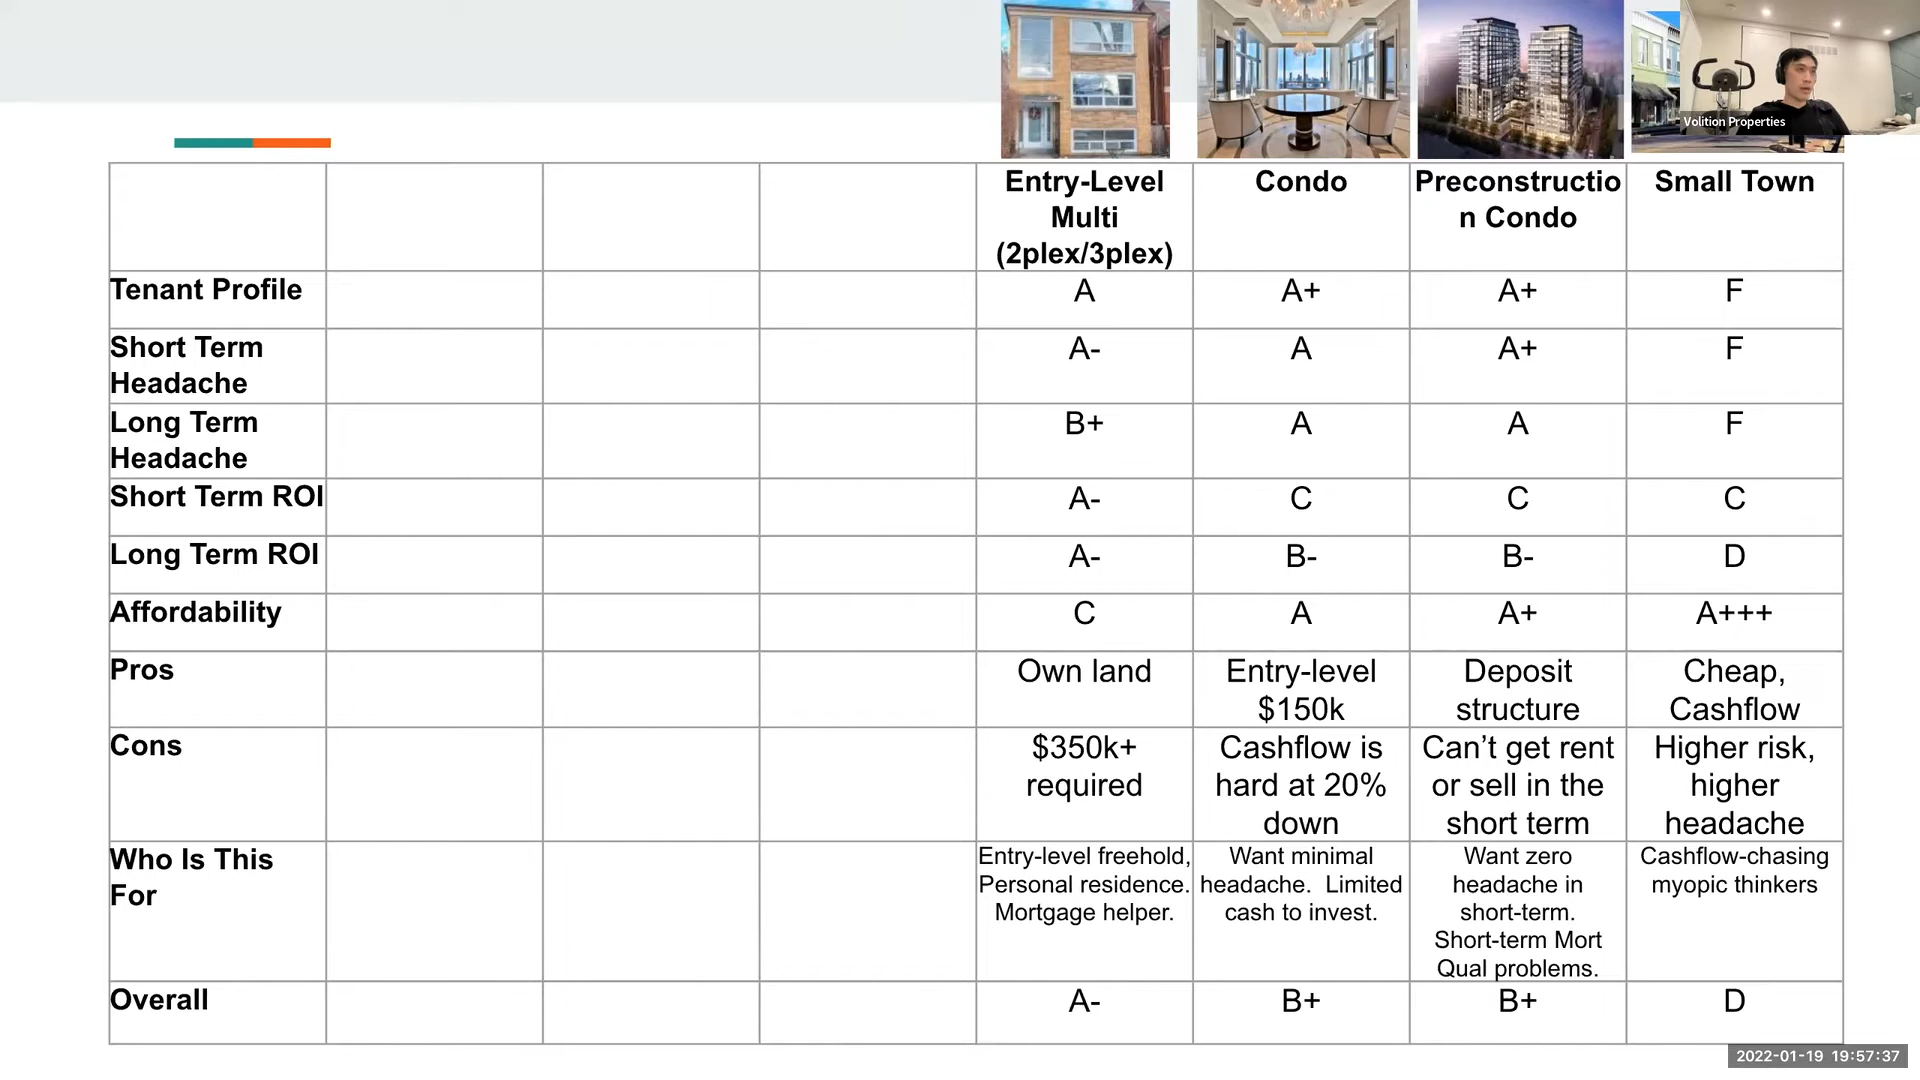 Volition Properties
Entry-Level
Multi
(2plex/3plex)
Condo
Preconstructio
n Condo
Small Town
Tenant Profile
A
A+
A+
F
Short Term
Headache
A-
A
A+
F
Long Term
Headache
B+
A
A
F
Short Term ROI
A-
C
C
C
Long Term ROI
A-
B-
B-
D
Affordability
C
A
A+
A+++
Pros
Own land
Entry-level
$150k
Deposit
structure
Cheap,
Cashflow
Cons
$350k+
required
Cashflow is
hard at 20%
down
Can’t get rent
or sell in the
short term
Higher risk,
higher
headache
Who Is This
For
Entry-level freehold,
Personal residence.
Mortgage helper.
Want minimal
headache.  Limited
cash to invest.
Want zero
headache in
short-term.
Short-term Mort
Qual problems.
Cashflow-chasing
myopic thinkers
Overall
A-
B+
B+
D
2022-01-19 19:57:37